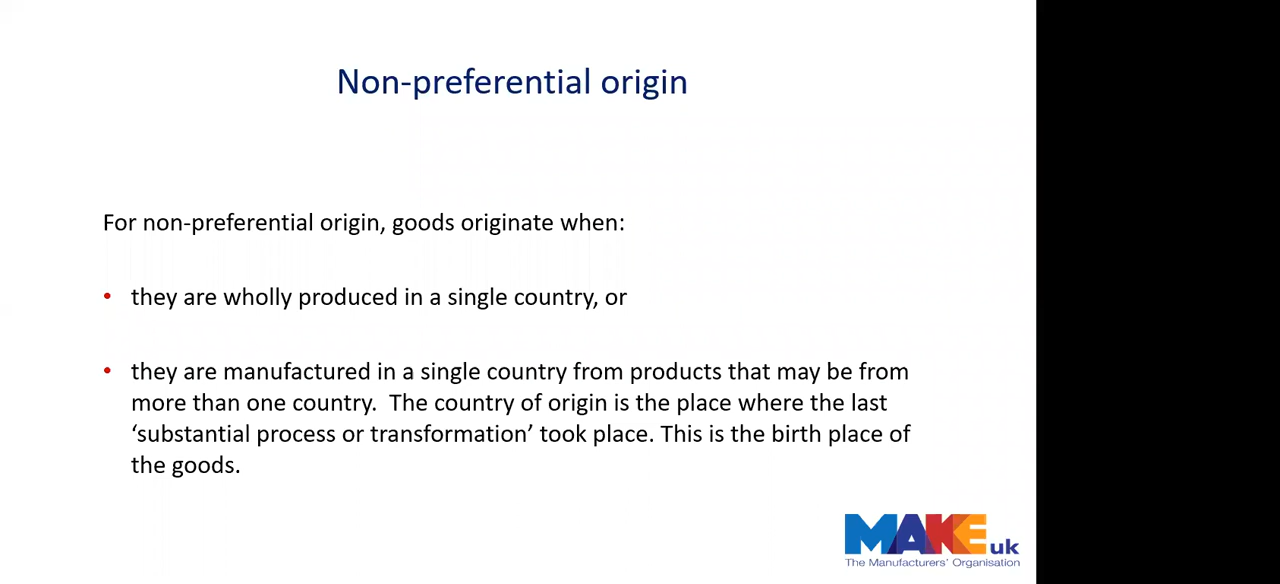 Non-preferential origin
For non-preferential origin, goods originate when:
• they are wholly produced in a single country, or
• they are manufactured in a single country from products that may be from
more than one country.  The country of origin is the place where the last
‘substantial process or transformation’ took place. This is the birth place of
the goods.
MAKE uk
The Manufacturers’ Organisation